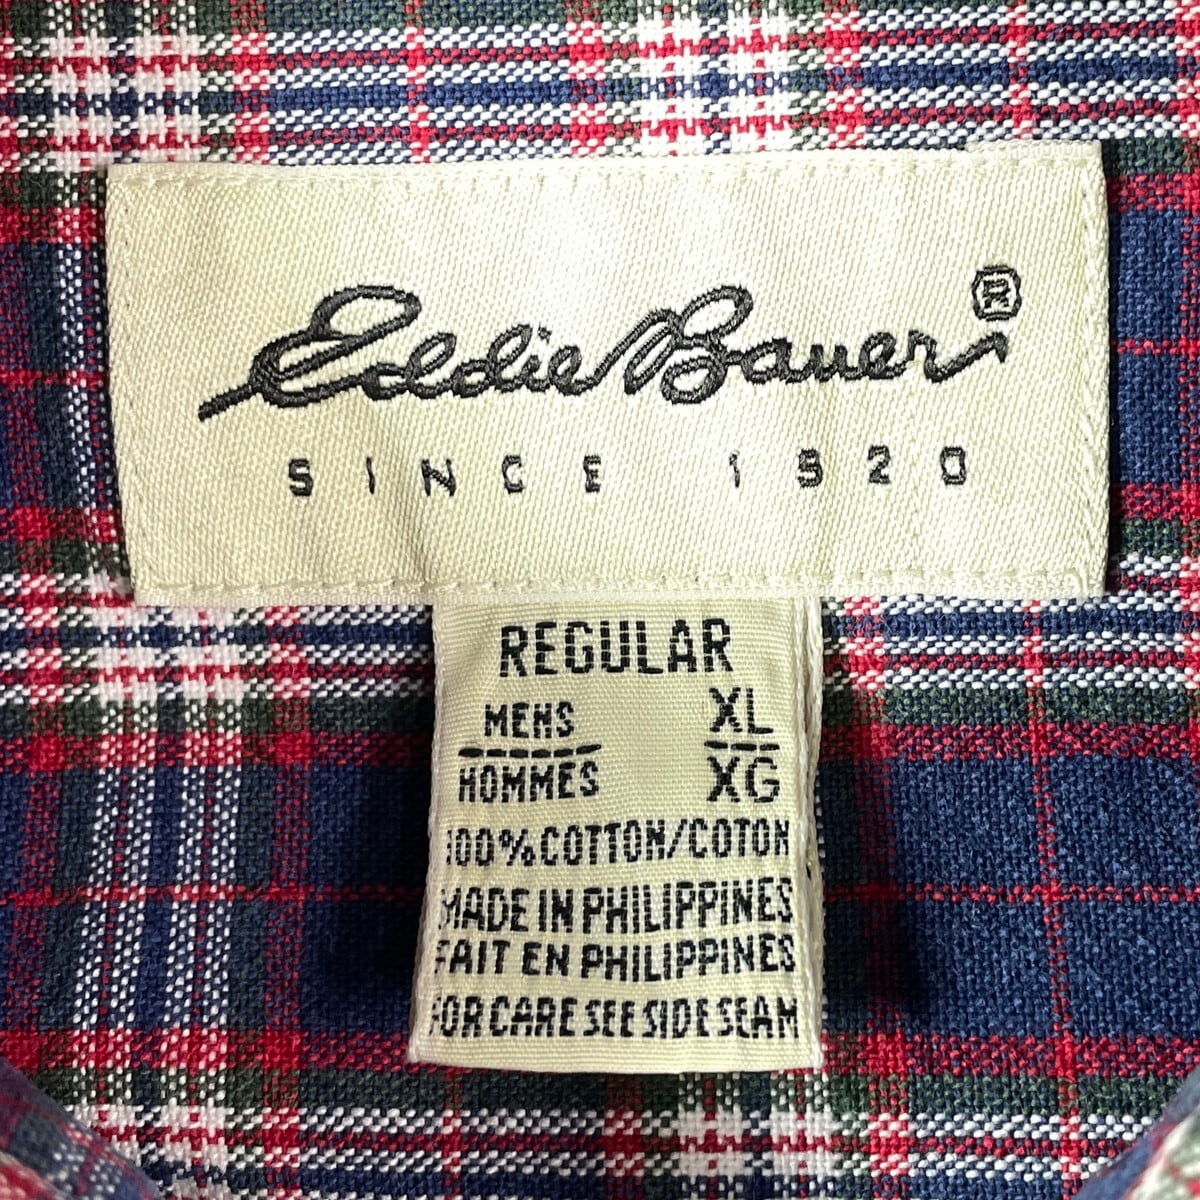 Eddie Bauer®
SINCE 1920
REGULAR
MENS XL
HOMMES XG
100% COTTON/COTON
MADE IN PHILIPPINES
FAIT EN PHILIPPINES
FOR CARE SEE SIDE SEAM